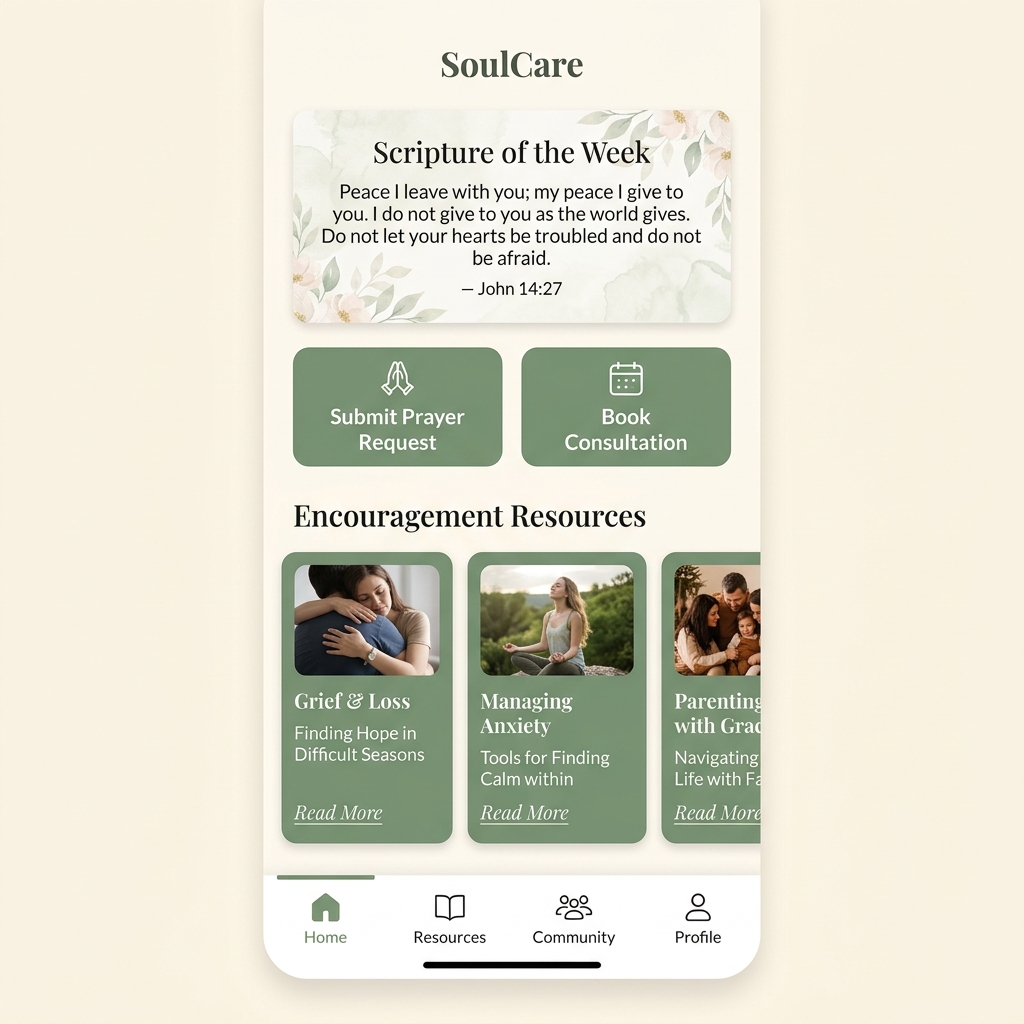 SoulCare
Scripture of the Week
Peace I leave with you; my peace I give to
you. I do not give to you as the world gives.
Do not let your hearts be troubled and do not
be afraid.
— John 14:27
Submit Prayer
Request
Book
Consultation
Encouragement Resources
Grief & Loss
Finding Hope in
Difficult Seasons
Read More
Managing
Anxiety
Tools for Finding
Calm within
Read More
Parenting
with
Navigating
Life with
Read More
Home
Resources
Community
Profile